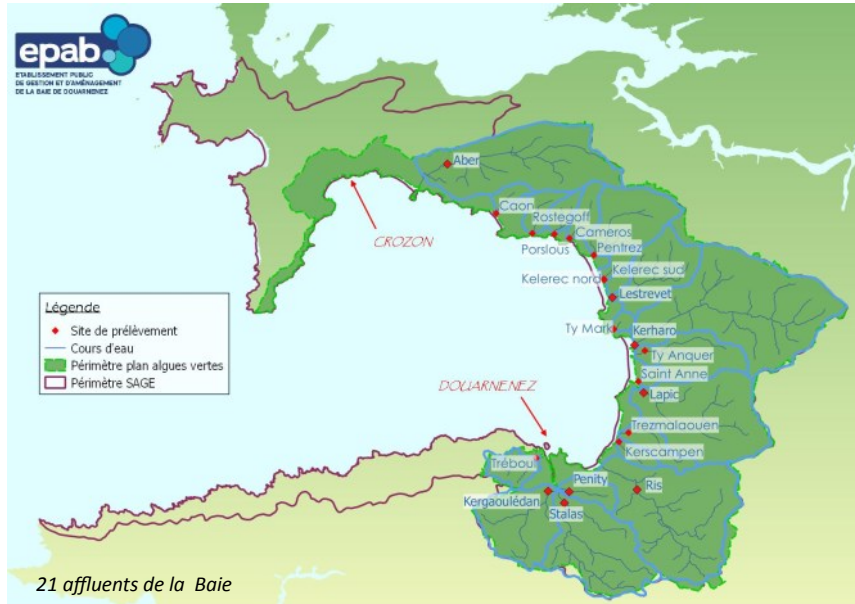 epab
ETABLISSEMENT PUBLIC
DE GESTION ET D'AMÉNAGEMENT
DE LA BAIE DE DOUARNENEZ
Aber
Caon
Rostegoff
CROZON
Porslous
Cameros
Pentrez
Kelerec sud
Kelerec nord
Lestrevet
Légende
Site de prélèvement
Cours d'eau
Périmètre plan algues vertes
Périmètre SAGE
Ty Mark
Kerharo
Ty Anquer
Saint Anne
Lapic
DOUARNENEZ
Trezmalaouen
Kerscampen
Tréboul
Penity
Ris
Kergaoulédan
Stalas
21 affluents de la Baie